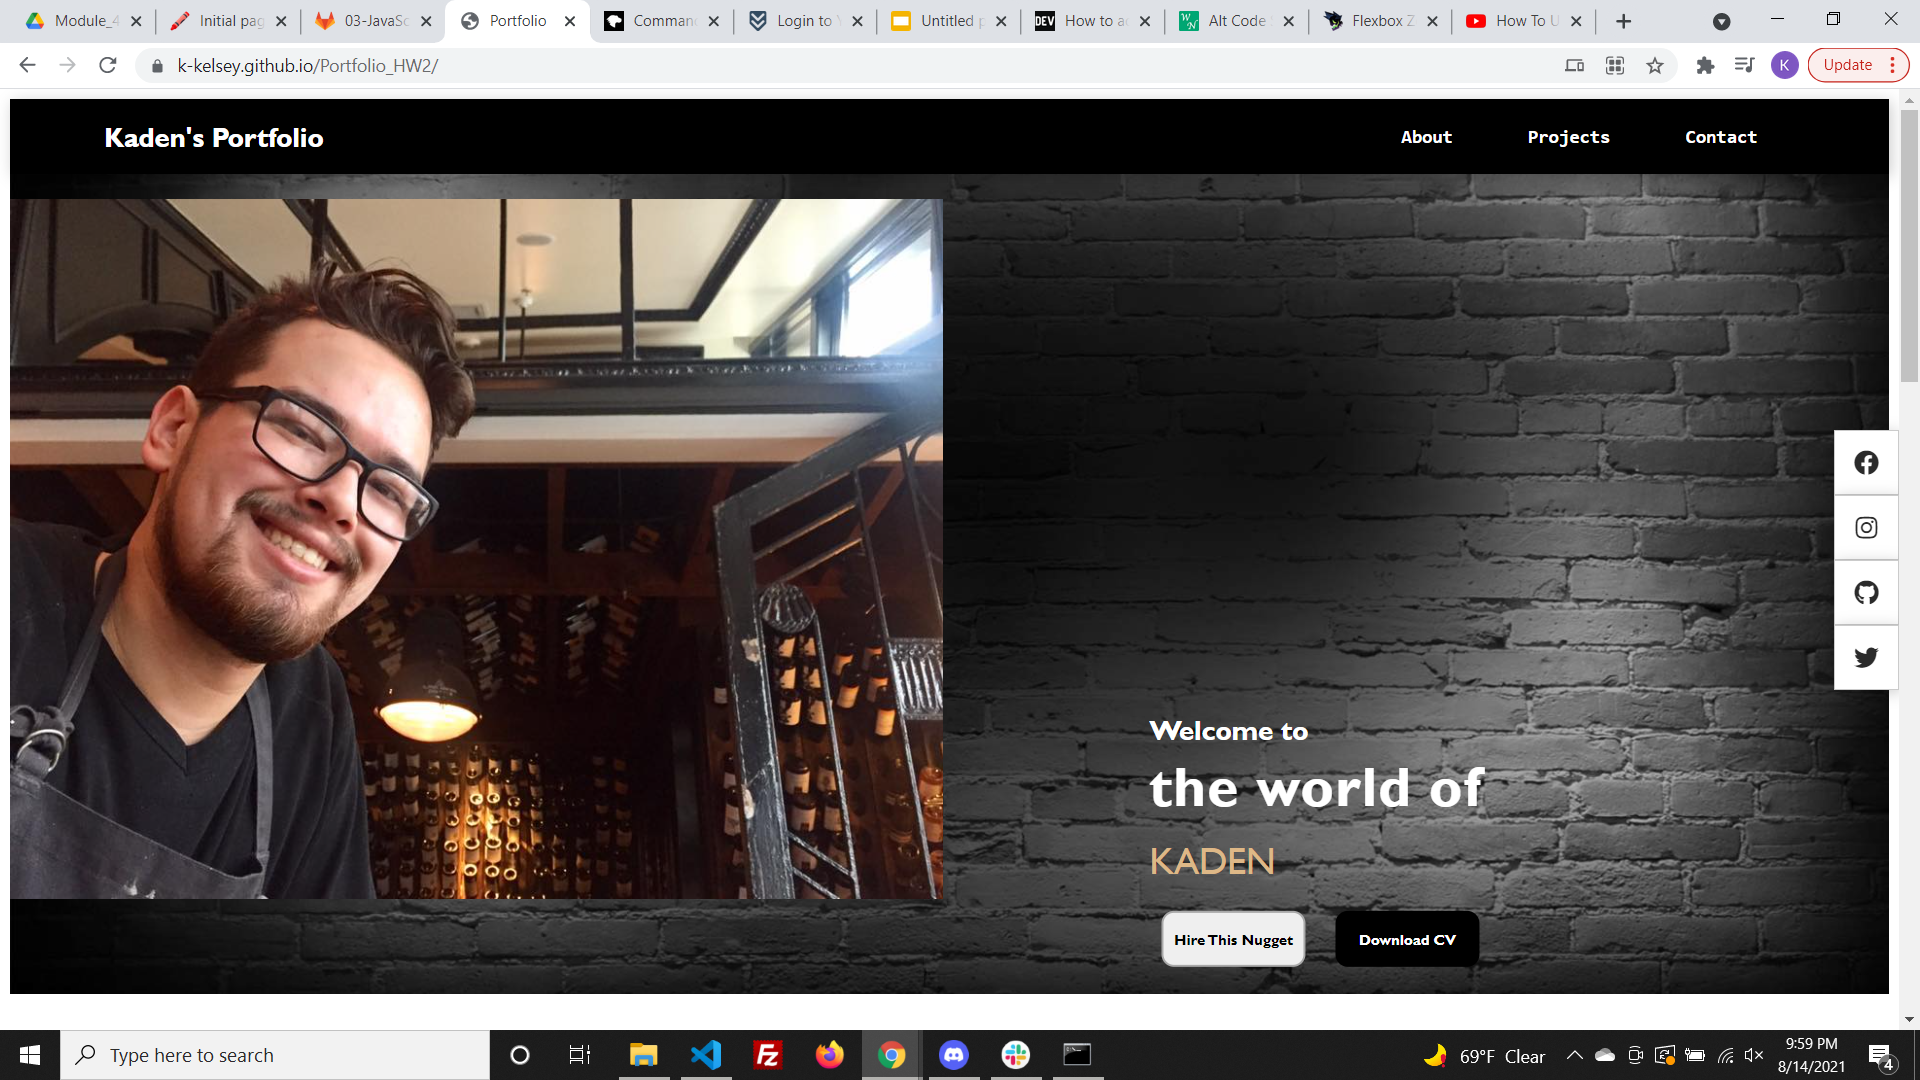 Module_4
Initial pag
03-JavaSc
Portfolio
Comman
Login to Y
Untitled p
DEV
How to a
WN
Alt Code
Flexbox Z
How To U
k-kelsey.github.io/Portfolio_HW2/
K
Update
Kaden's Portfolio
About
Projects
Contact
Welcome to
the world of
KADEN
Hire This Nugget
Download CV
Type here to search
Fz
69°F Clear
9:59 PM
8/14/2021
4